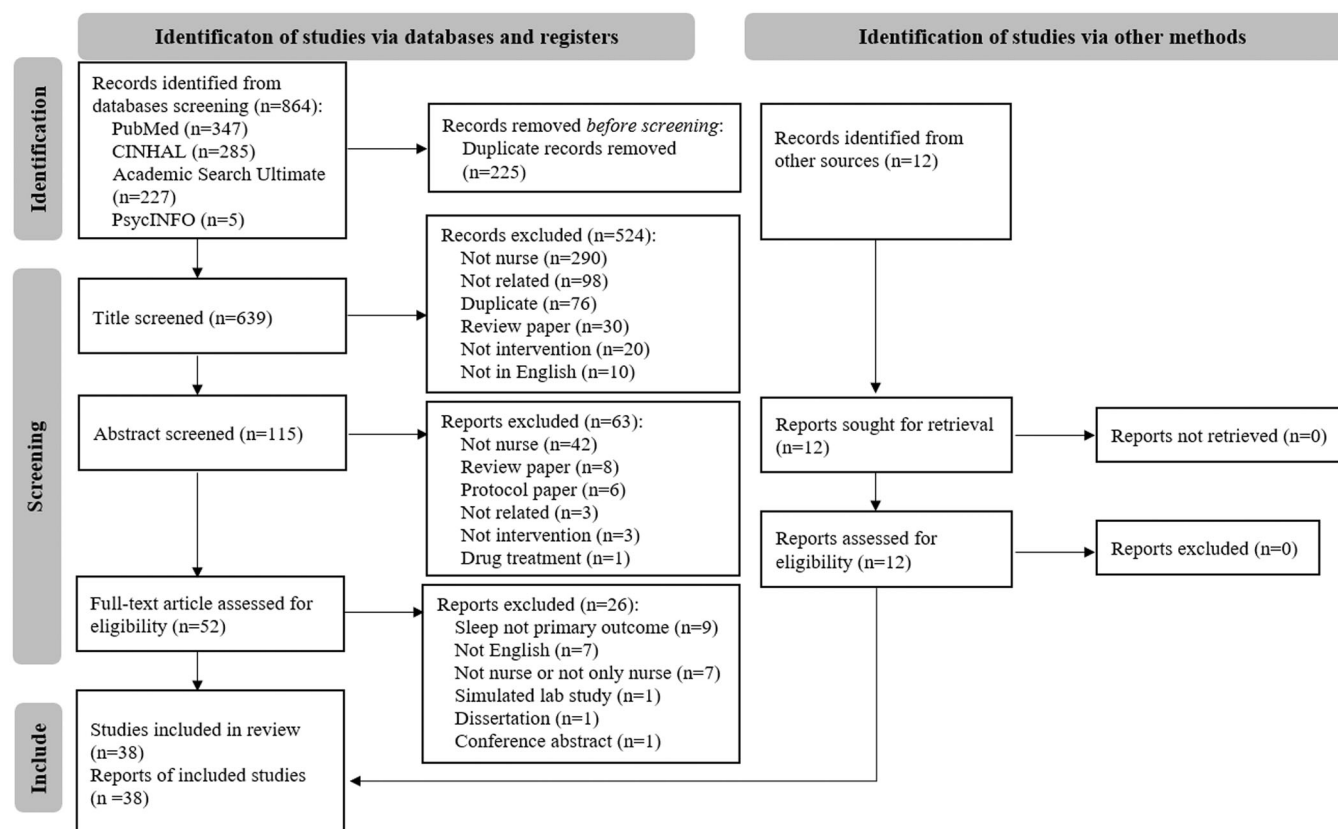 Identificaton of studies via databases and registers
Identification of studies via other methods
Identification
Records identified from
databases screening (n=864):
PubMed (n=347)
CINHAL (n=285)
Academic Search Ultimate
(n=227)
PsycINFO (n=5)
Records removed before screening:
Duplicate records removed
(n=225)
Records identified from
other sources (n=12)
Screening
Title screened (n=639)
Records excluded (n=524):
Not nurse (n=290)
Not related (n=98)
Duplicate (n=76)
Review paper (n=30)
Not intervention (n=20)
Not in English (n=10)
Abstract screened (n=115)
Reports excluded (n=63):
Not nurse (n=42)
Review paper (n=8)
Protocol paper (n=6)
Not related (n=3)
Not intervention (n=3)
Drug treatment (n=1)
Reports sought for retrieval
(n=12)
Reports not retrieved (n=0)
Full-text article assessed for
eligibility (n=52)
Reports excluded (n=26):
Sleep not primary outcome (n=9)
Not English (n=7)
Not nurse or not only nurse (n=7)
Simulated lab study (n=1)
Dissertation (n=1)
Conference abstract (n=1)
Reports assessed for
eligibility (n=12)
Reports excluded (n=0)
Include
Studies included in review
(n=38)
Reports of included studies
(n =38)